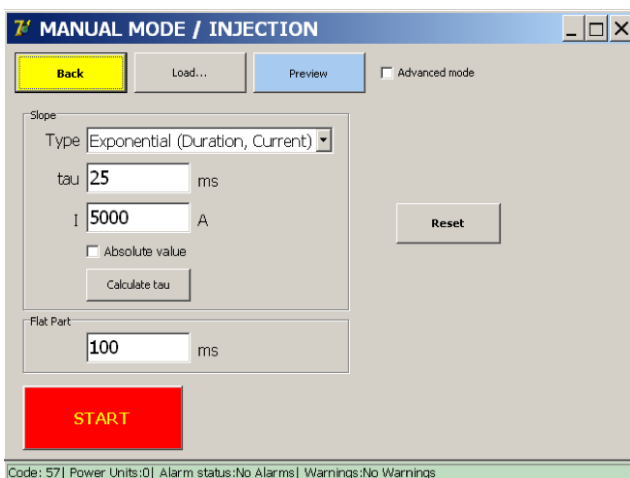 MANUAL MODE / INJECTION
Back Load... Preview Advanced mode
Slope
Type Exponential (Duration, Current)
tau 25 ms
I 5000 A
Reset
Absolute value
Calculate tau
Flat Part
100 ms
START
Code: 57| Power Units:0| Alarm status:No Alarms| Warnings:No Warnings